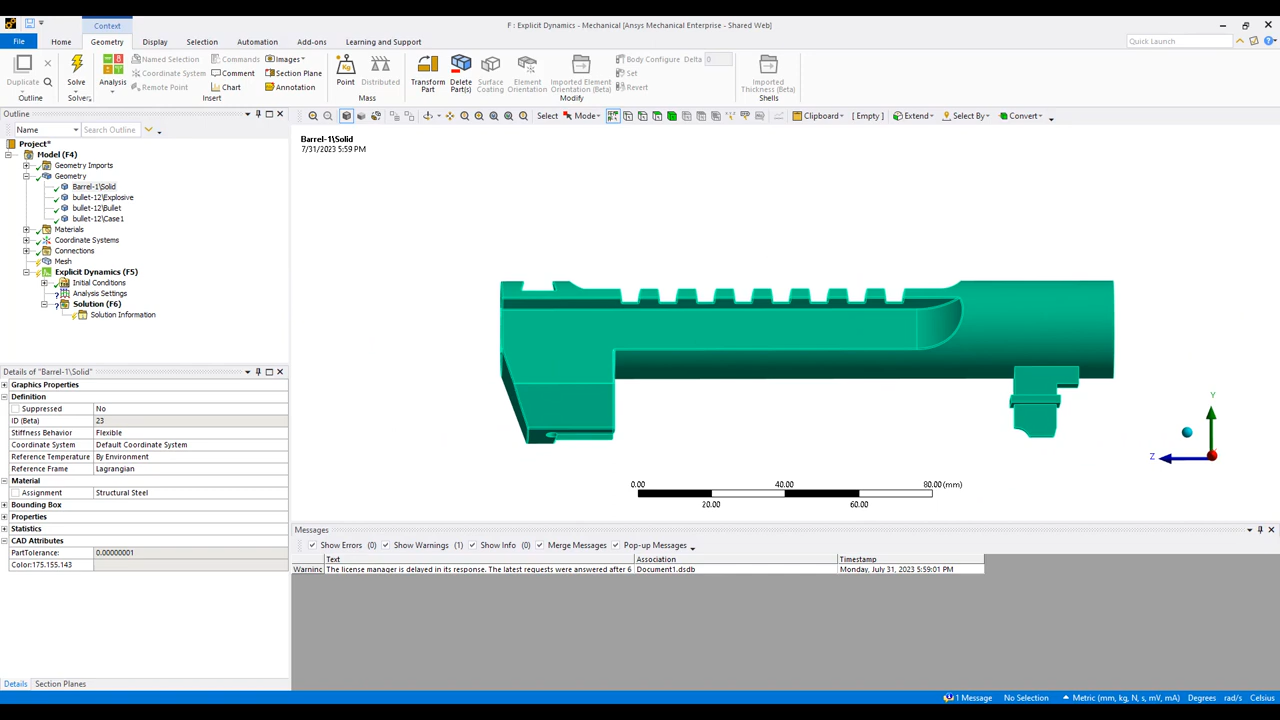 Context
F : Explicit Dynamics - Mechanical [Ansys Mechanical Enterprise - Shared Web]
File Home Geometry Display Selection Automation Add-ons Learning and Support
Quick Launch
Duplicate
Outline
Solve
Solver
Analysis
Named Selection
Coordinate System
Remote Point
Commands
Comment
Chart
Images
Section Plane
Annotation
Insert
Point
Distributed
Mass
Transform Part
Delete Part(s)
Surface Coating
Element Orientation
Imported Element Orientation (Beta)
Body Configure Delta 0
Set
Revert
Modify
Imported Thickness (Beta)
Shells
Outline
Name
Search Outline
Select Mode Clipboard [ Empty ] Extend Select By Convert
Project*
Model (F4)
Geometry Imports
Geometry
Barrel-1\Solid
bullet-12\Explosive
bullet-12\Bullet
bullet-12\Case1
Materials
Coordinate Systems
Connections
Mesh
Explicit Dynamics (F5)
Initial Conditions
Analysis Settings
Solution (F6)
Solution Information
Barrel-1\Solid
7/31/2023 5:59 PM
Y
Z
0.00 40.00 80.00 (mm)
20.00 60.00
Details of "Barrel-1\Solid"
Graphics Properties
Definition
Suppressed No
ID (Beta) 23
Stiffness Behavior Flexible
Coordinate System Default Coordinate System
Reference Temperature By Environment
Reference Frame Lagrangian
Material
Assignment Structural Steel
Bounding Box
Properties
Statistics
CAD Attributes
PartTolerance: 0.00000001
Color:175.155.143
Details Section Planes
Messages
Show Errors (0) Show Warnings (1) Show Info (0) Merge Messages Pop-up Messages
Text Association Timestamp
Warninc The license manager is delayed in its response. The latest requests were answered after 6 Document1.dsdb Monday, July 31, 2023 5:59:01 PM
1 Message No Selection Metric (mm, kg, N, s, mV, mA) Degrees rad/s Celsius